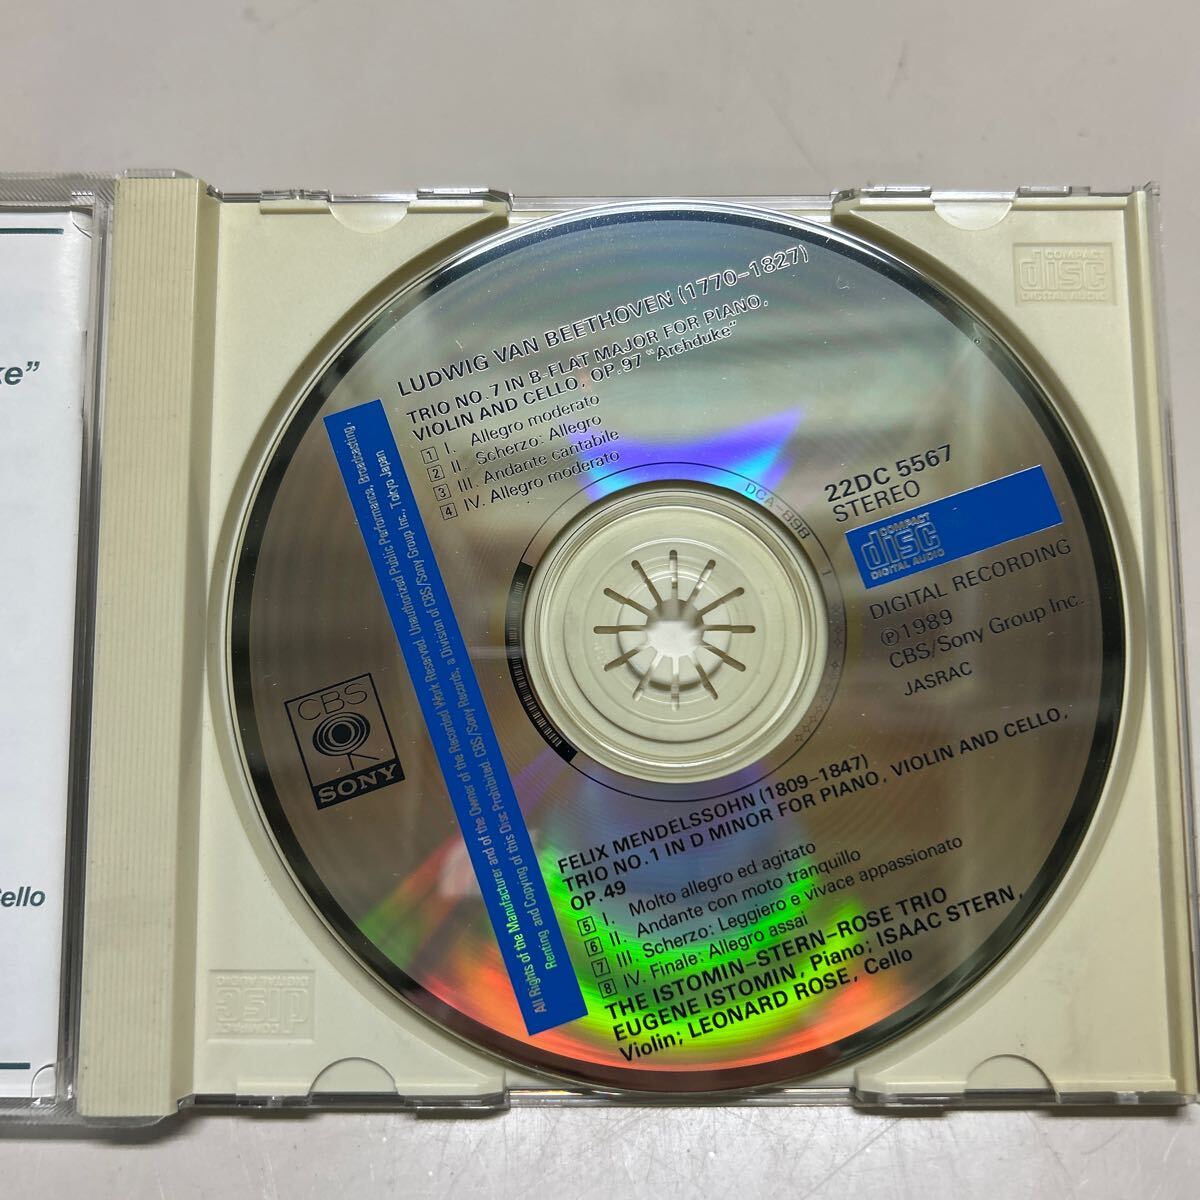 ke”
Cello
LUDWIG VAN BEETHOVEN (1770–1827)
TRIO NO.7 IN B-FLAT MAJOR FOR PIANO,
VIOLIN AND CELLO, OP.97 “Archduke”
1 I. Allegro moderato
2 II. Scherzo: Allegro
3 III. Andante cantabile
4 IV. Allegro moderato
All Rights of the Manufacturer and of the Owner of the Recorded Work Reserved. Unauthorized Public Performance, Broadcasting,
Renting and Copying of this Disc Prohibited. CBS/Sony Records, a Division of CBS/Sony Group Inc., Tokyo Japan
CBS
SONY
DCA-898
1
22DC 5567
STEREO
COMPACT
disc
DIGITAL AUDIO
DIGITAL RECORDING
℗1989
CBS/Sony Group Inc.
JASRAC
FELIX MENDELSSOHN (1809–1847)
TRIO NO.1 IN D MINOR FOR PIANO, VIOLIN AND CELLO,
OP.49
5 I. Molto allegro ed agitato
6 II. Andante con moto tranquillo
7 III. Scherzo: Leggiero e vivace appassionato
8 IV. Finale: Allegro assai
THE ISTOMIN–STERN–ROSE TRIO
EUGENE ISTOMIN, Piano; ISAAC STERN,
Violin; LEONARD ROSE, Cello
COMPACT
disc
DIGITAL AUDIO
COMPACT
disc
DIGITAL AUDIO